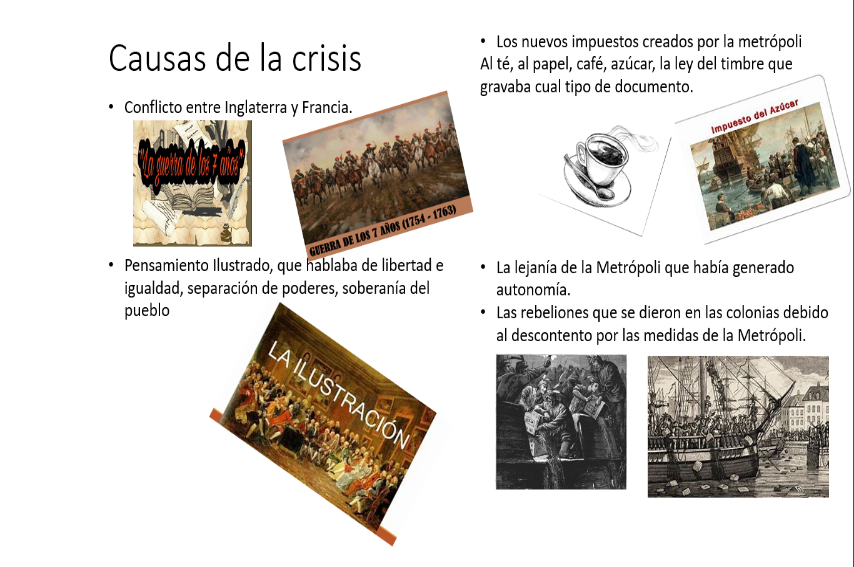 Causas de la crisis
• Conflicto entre Inglaterra y Francia.
"La guerra de los 7 años"
GUERRA DE LOS 7 AÑOS (1754 - 1763)
• Pensamiento Ilustrado, que hablaba de libertad e
igualdad, separación de poderes, soberanía del
pueblo
LA ILUSTRACIÓN
• Los nuevos impuestos creados por la metrópoli
Al té, al papel, café, azúcar, la ley del timbre que
gravaba cual tipo de documento.
Impuesto del Azúcar
• La lejanía de la Metrópoli que había generado
autonomía.
• Las rebeliones que se dieron en las colonias debido
al descontento por las medidas de la Metrópoli.